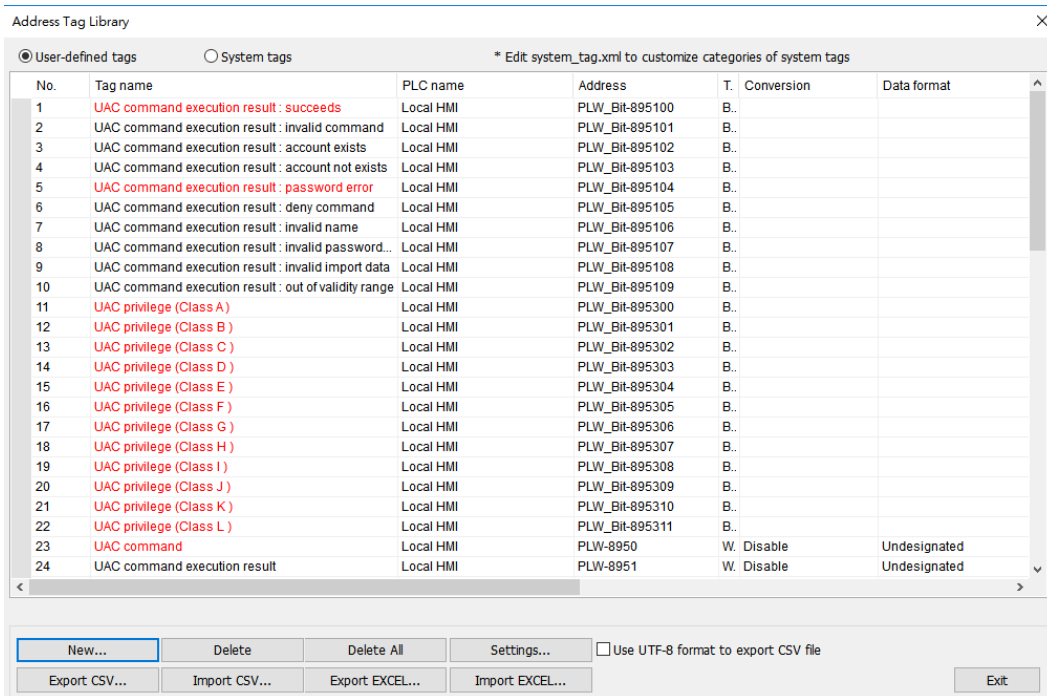 Address Tag Library
User-defined tags System tags * Edit system_tag.xml to customize categories of system tags
No. Tag name PLC name Address T. Conversion Data format
1 UAC command execution result : succeeds Local HMI PLW_Bit-895100 B..
2 UAC command execution result : invalid command Local HMI PLW_Bit-895101 B..
3 UAC command execution result : account exists Local HMI PLW_Bit-895102 B..
4 UAC command execution result : account not exists Local HMI PLW_Bit-895103 B..
5 UAC command execution result : password error Local HMI PLW_Bit-895104 B..
6 UAC command execution result : deny command Local HMI PLW_Bit-895105 B..
7 UAC command execution result : invalid name Local HMI PLW_Bit-895106 B..
8 UAC command execution result : invalid password... Local HMI PLW_Bit-895107 B..
9 UAC command execution result : invalid import data Local HMI PLW_Bit-895108 B..
10 UAC command execution result : out of validity range Local HMI PLW_Bit-895109 B..
11 UAC privilege (Class A ) Local HMI PLW_Bit-895300 B..
12 UAC privilege (Class B ) Local HMI PLW_Bit-895301 B..
13 UAC privilege (Class C ) Local HMI PLW_Bit-895302 B..
14 UAC privilege (Class D ) Local HMI PLW_Bit-895303 B..
15 UAC privilege (Class E ) Local HMI PLW_Bit-895304 B..
16 UAC privilege (Class F ) Local HMI PLW_Bit-895305 B..
17 UAC privilege (Class G ) Local HMI PLW_Bit-895306 B..
18 UAC privilege (Class H ) Local HMI PLW_Bit-895307 B..
19 UAC privilege (Class I ) Local HMI PLW_Bit-895308 B..
20 UAC privilege (Class J ) Local HMI PLW_Bit-895309 B..
21 UAC privilege (Class K ) Local HMI PLW_Bit-895310 B..
22 UAC privilege (Class L ) Local HMI PLW_Bit-895311 B..
23 UAC command Local HMI PLW-8950 W. Disable Undesignated
24 UAC command execution result Local HMI PLW-8951 W. Disable Undesignated
New... Delete Delete All Settings... Use UTF-8 format to export CSV file
Export CSV... Import CSV... Export EXCEL... Import EXCEL... Exit